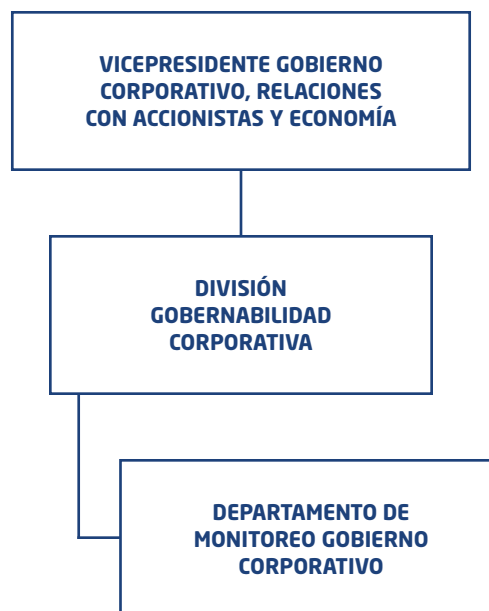 VICEPRESIDENTE GOBIERNO
CORPORATIVO, RELACIONES
CON ACCIONISTAS Y ECONOMÍA
DIVISIÓN
GOBERNABILIDAD
CORPORATIVA
DEPARTAMENTO DE
MONITOREO GOBIERNO
CORPORATIVO